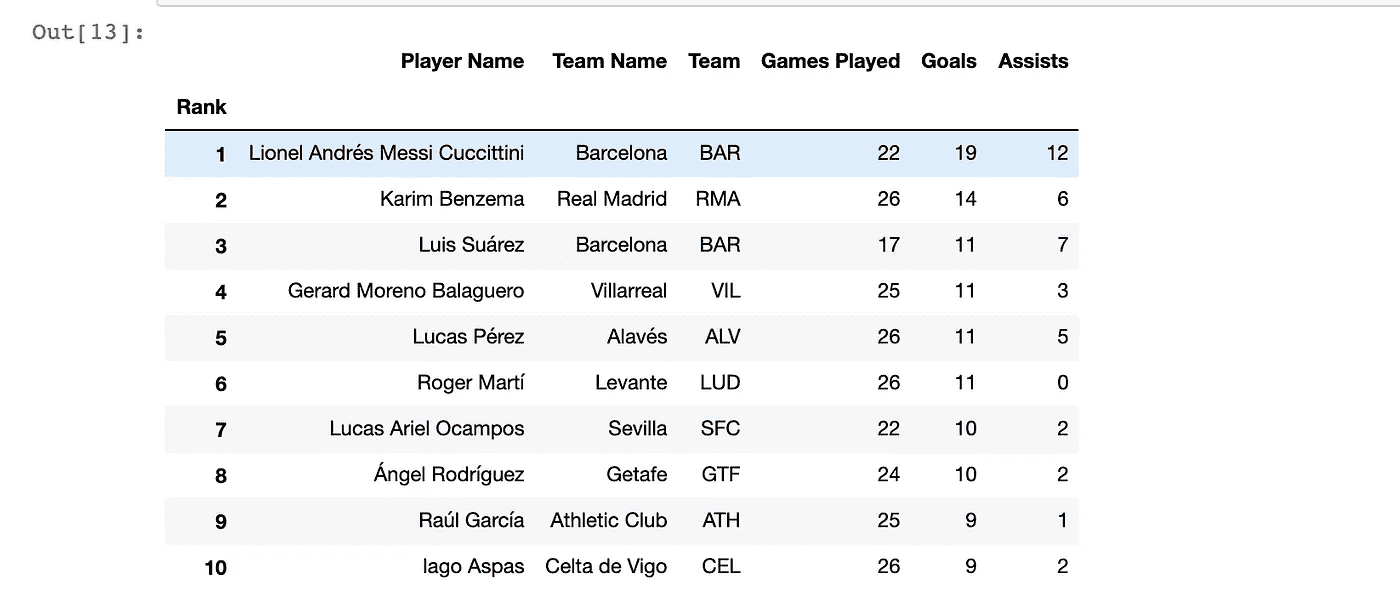 Out[13]:
Player Name Team Name Team Games Played Goals Assists
Rank
1 Lionel Andrés Messi Cuccittini Barcelona BAR 22 19 12
2 Karim Benzema Real Madrid RMA 26 14 6
3 Luis Suárez Barcelona BAR 17 11 7
4 Gerard Moreno Balaguero Villarreal VIL 25 11 3
5 Lucas Pérez Alavés ALV 26 11 5
6 Roger Martí Levante LUD 26 11 0
7 Lucas Ariel Ocampos Sevilla SFC 22 10 2
8 Ángel Rodríguez Getafe GTF 24 10 2
9 Raúl García Athletic Club ATH 25 9 1
10 Iago Aspas Celta de Vigo CEL 26 9 2